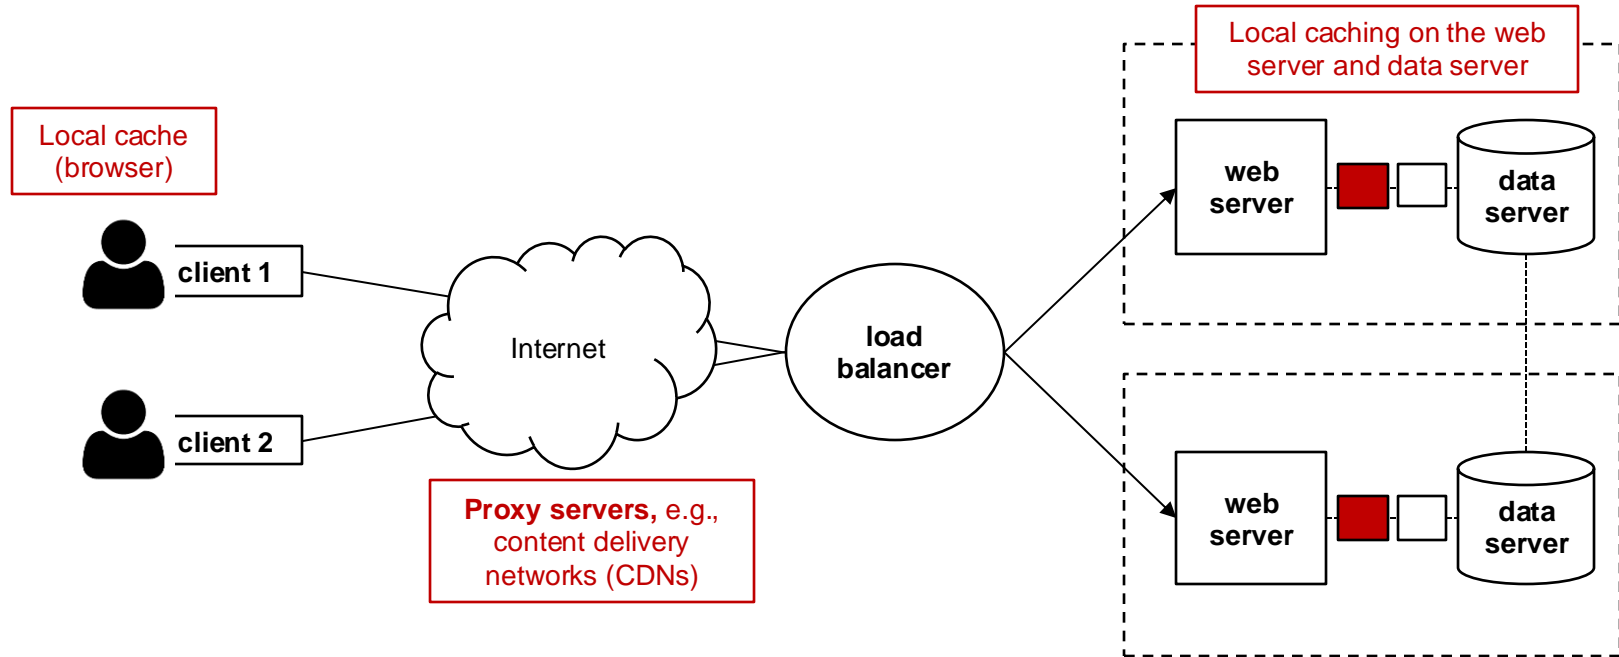 Local caching on the web
server and data server
Local cache
(browser)
web
server
data
server
client 1
Internet
load
balancer
client 2
Proxy servers, e.g.,
content delivery
networks (CDNs)
web
server
data
server